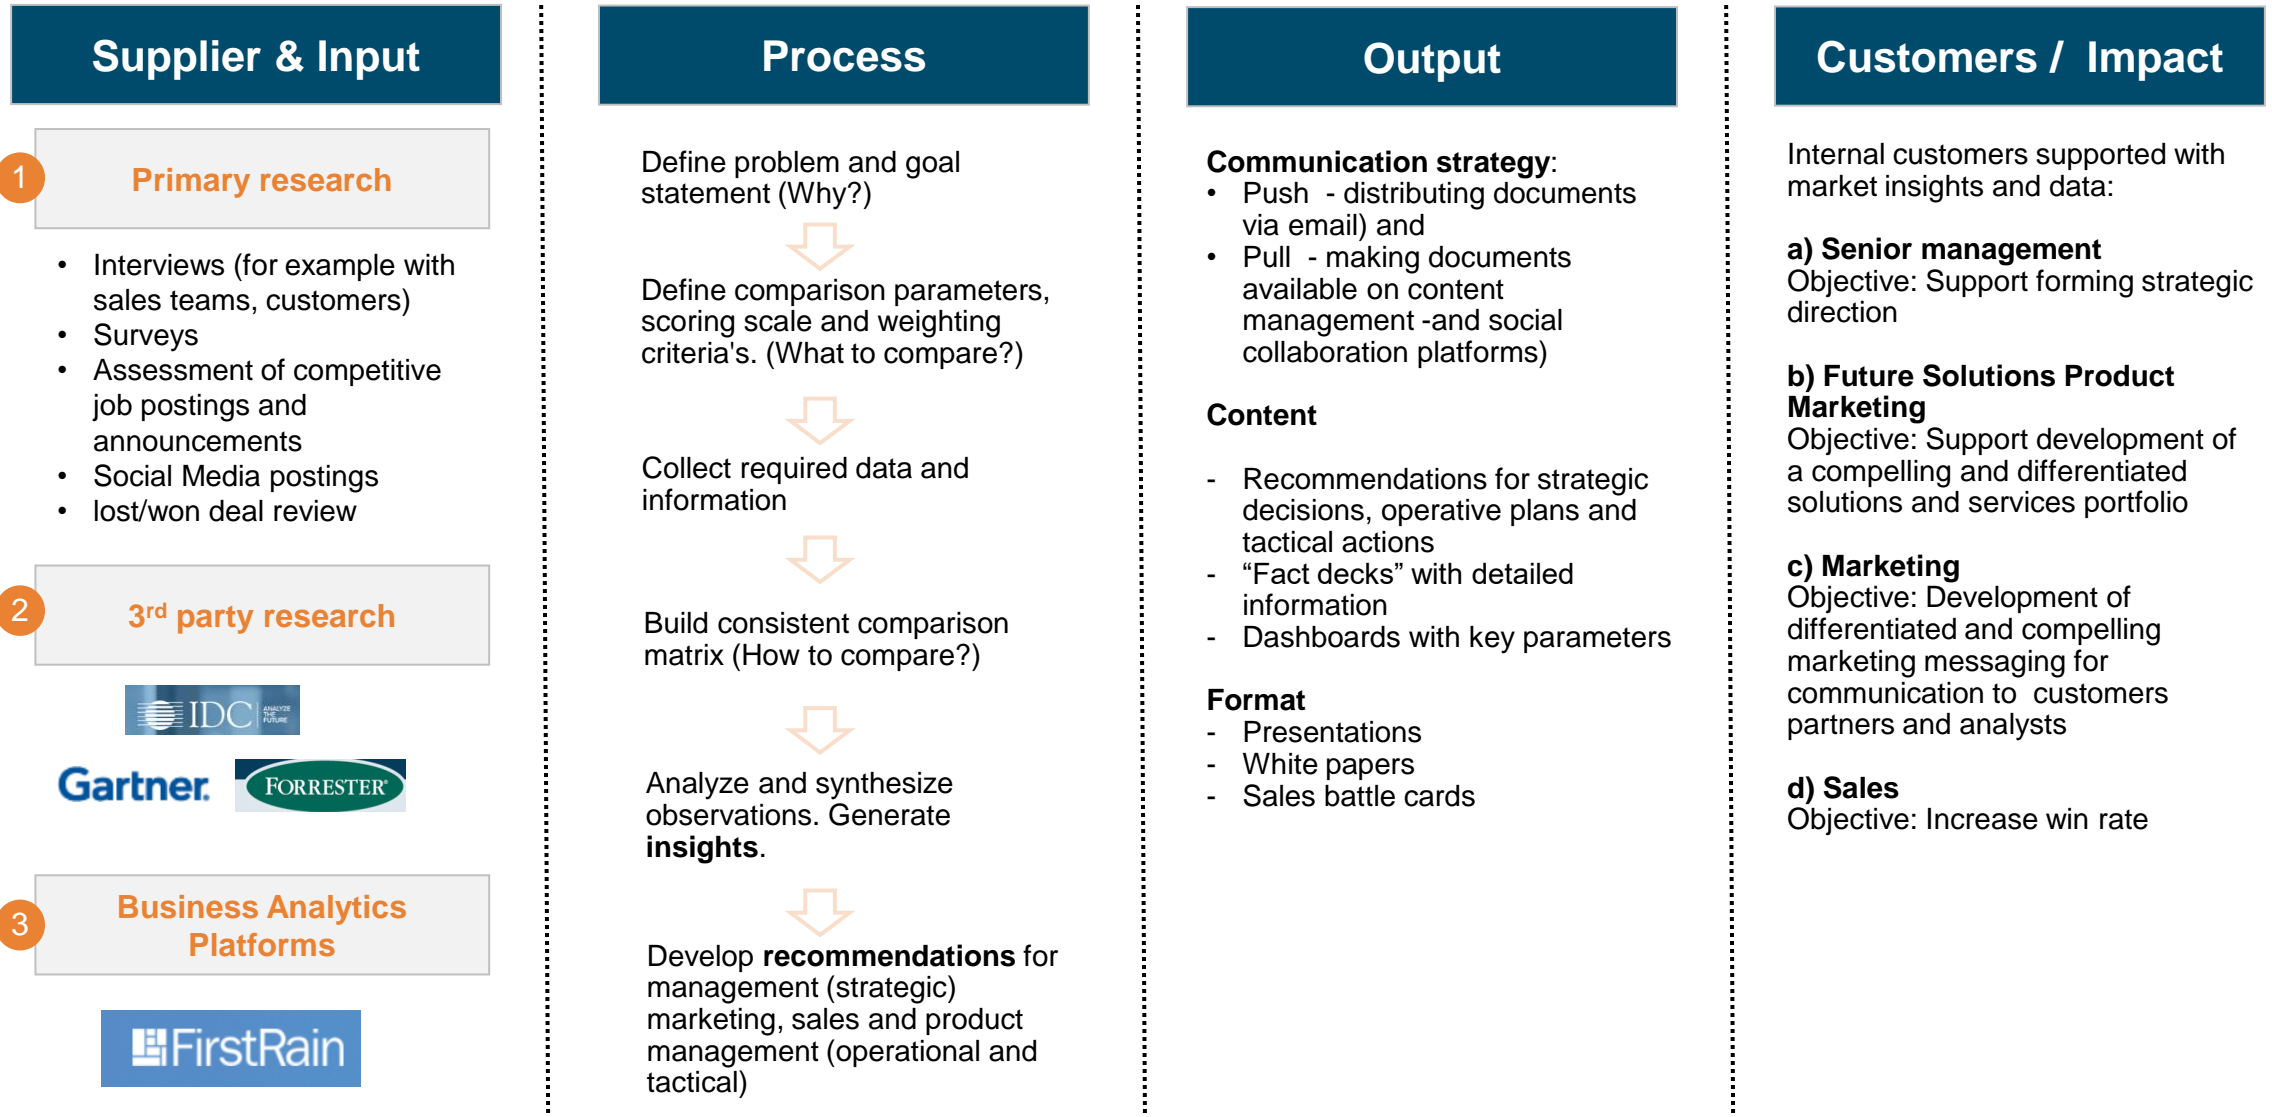 Supplier & Input
1
Primary research
• Interviews (for example with
sales teams, customers)
• Surveys
• Assessment of competitive
job postings and
announcements
• Social Media postings
• lost/won deal review
2
3rd party research
IDC ANALYZE
THE
FUTURE
Gartner.
FORRESTER®
3
Business Analytics
Platforms
FirstRain
Process
Define problem and goal
statement (Why?)
Define comparison parameters,
scoring scale and weighting
criteria's. (What to compare?)
Collect required data and
information
Build consistent comparison
matrix (How to compare?)
Analyze and synthesize
observations. Generate
insights.
Develop recommendations for
management (strategic)
marketing, sales and product
management (operational and
tactical)
Output
Communication strategy:
• Push - distributing documents
via email) and
• Pull - making documents
available on content
management -and social
collaboration platforms)
Content
- Recommendations for strategic
decisions, operative plans and
tactical actions
- “Fact decks” with detailed
information
- Dashboards with key parameters
Format
- Presentations
- White papers
- Sales battle cards
Customers / Impact
Internal customers supported with
market insights and data:
a) Senior management
Objective: Support forming strategic
direction
b) Future Solutions Product
Marketing
Objective: Support development of
a compelling and differentiated
solutions and services portfolio
c) Marketing
Objective: Development of
differentiated and compelling
marketing messaging for
communication to customers
partners and analysts
d) Sales
Objective: Increase win rate